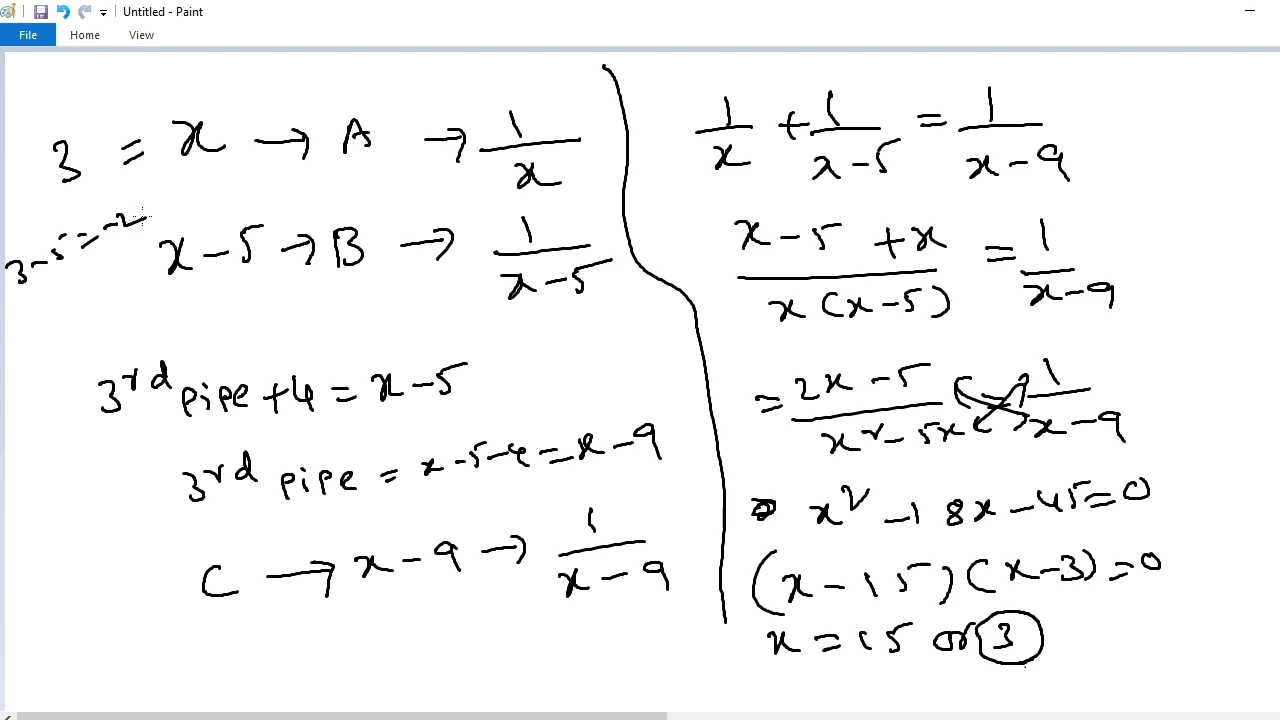 Untitled - Paint
File Home View
3 = x → A → 1/x
3-5=-2
x-5 → B → 1/(x-5)
3rd pipe + 4 = x-5
3rd pipe = x-5-4 = x-9
C → x-9 → 1/(x-9)
1/x + 1/(x-5) = 1/(x-9)
(x-5+x)/(x(x-5)) = 1/(x-9)
= (2x-5)/(x²-5x) = 1/(x-9)
x²-18x-45=0
(x-15)(x-3)=0
x=15 or 3